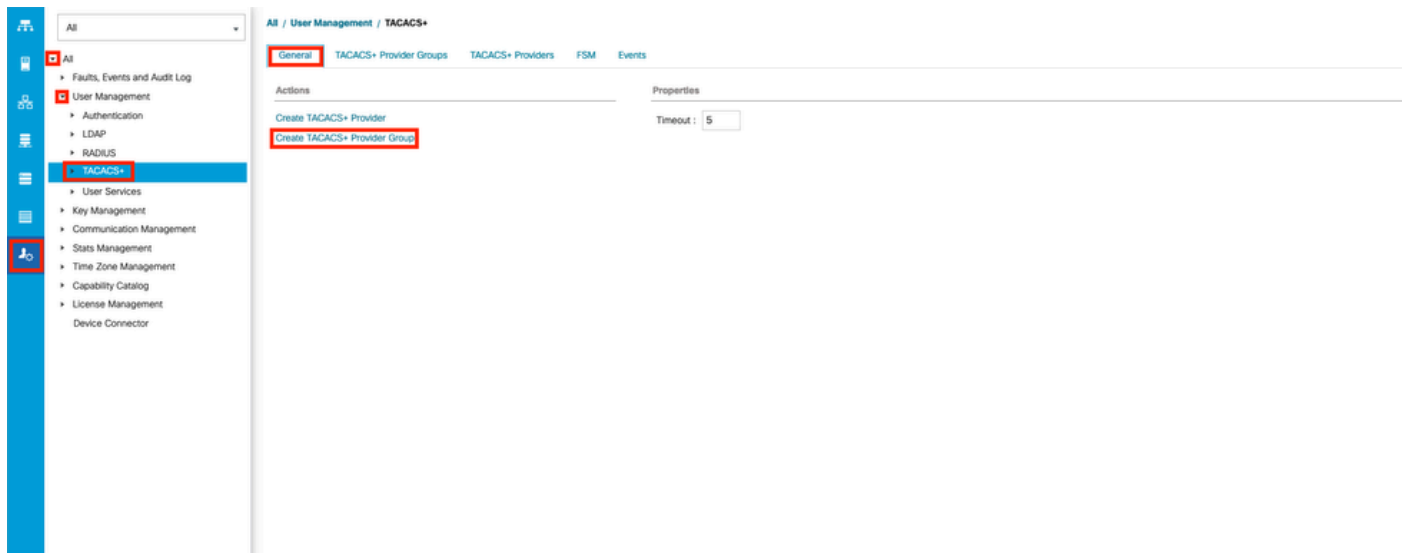 All
All
Faults, Events and Audit Log
User Management
Authentication
LDAP
RADIUS
TACACS+
User Services
Key Management
Communication Management
Stats Management
Time Zone Management
Capability Catalog
License Management
Device Connector
All / User Management / TACACS+
General TACACS+ Provider Groups TACACS+ Providers FSM Events
Actions
Create TACACS+ Provider
Create TACACS+ Provider Group
Properties
Timeout : 5